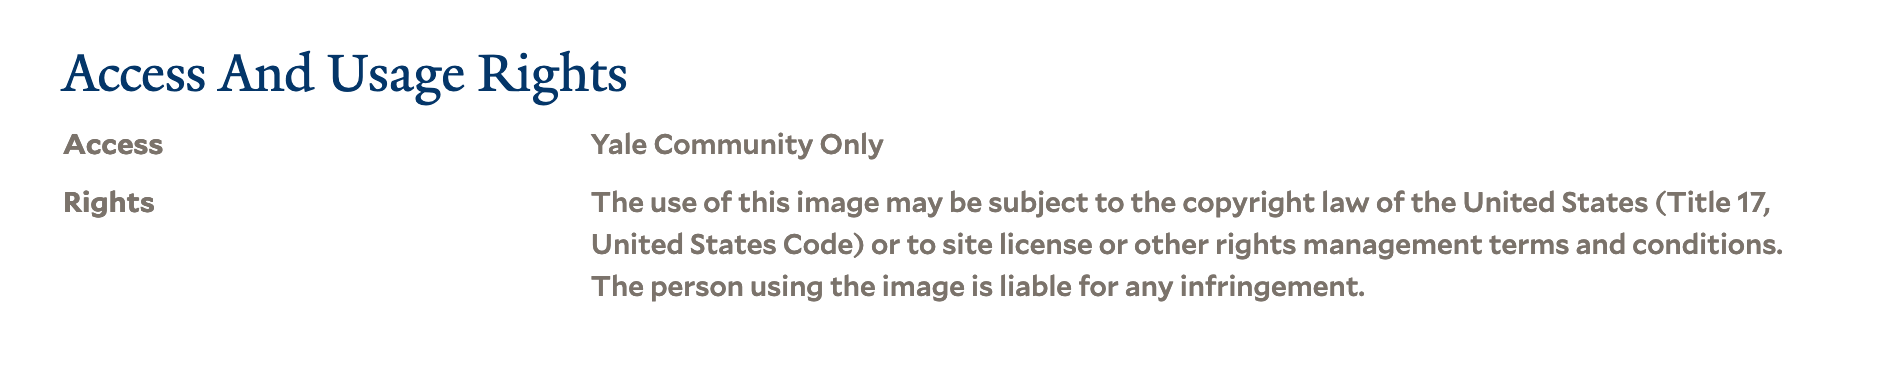 Access And Usage Rights
Access Yale Community Only
Rights The use of this image may be subject to the copyright law of the United States (Title 17,
United States Code) or to site license or other rights management terms and conditions.
The person using the image is liable for any infringement.